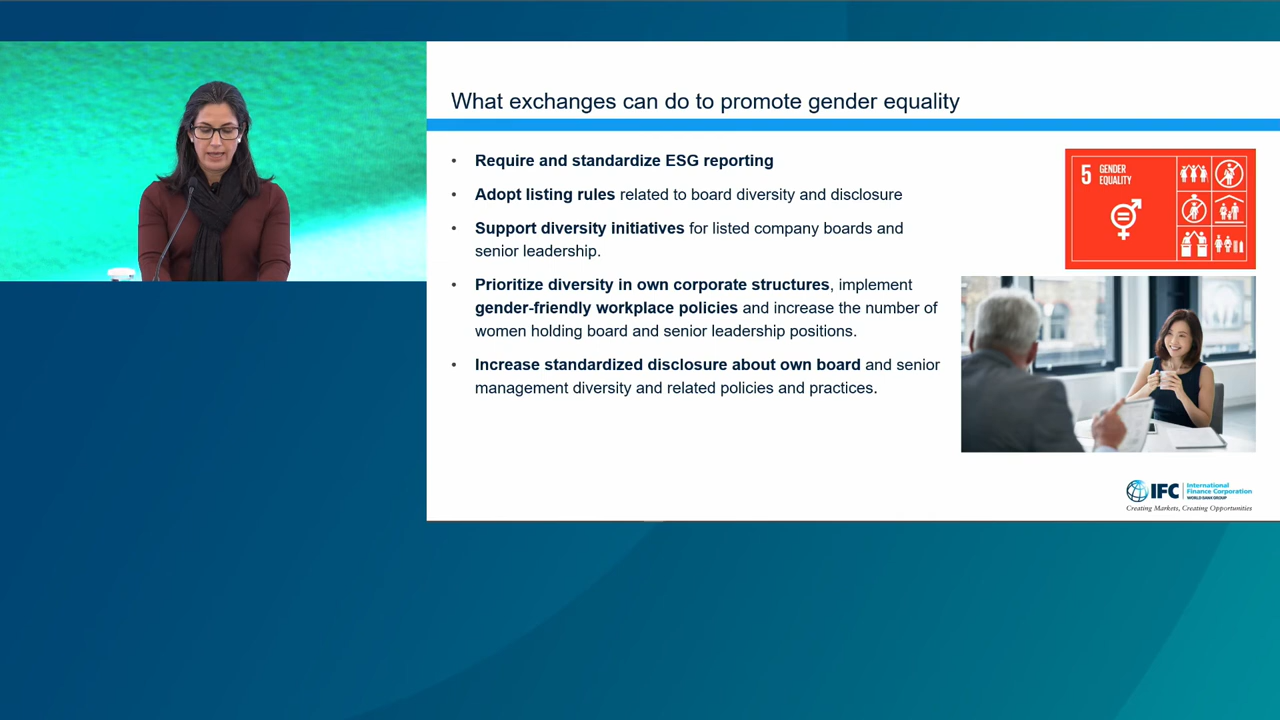 What exchanges can do to promote gender equality
• Require and standardize ESG reporting
• Adopt listing rules related to board diversity and disclosure
• Support diversity initiatives for listed company boards and
senior leadership.
• Prioritize diversity in own corporate structures, implement
gender-friendly workplace policies and increase the number of
women holding board and senior leadership positions.
• Increase standardized disclosure about own board and senior
management diversity and related policies and practices.
5 GENDER
EQUALITY
IFC
International
Finance Corporation
WORLD BANK GROUP
Creating Markets, Creating Opportunities